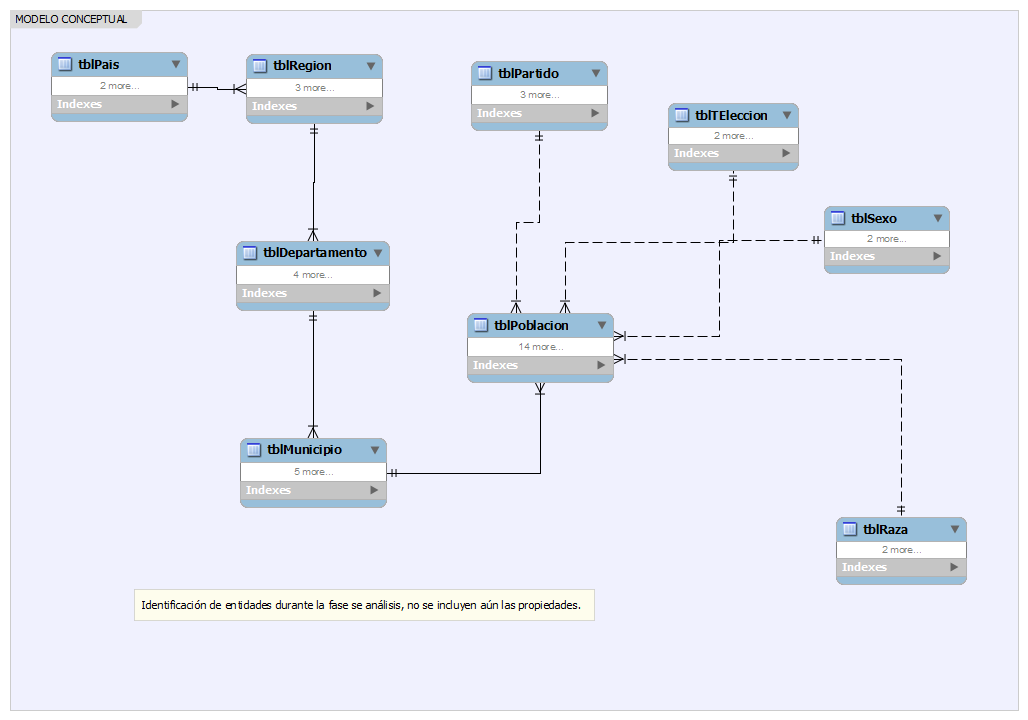 MODELO CONCEPTUAL
tblPais
2 more...
Indexes
tblRegion
3 more...
Indexes
tblPartido
3 more...
Indexes
tblTEleccion
2 more...
Indexes
tblSexo
2 more...
Indexes
tblDepartamento
4 more...
Indexes
tblPoblacion
14 more...
Indexes
tblMunicipio
5 more...
Indexes
tblRaza
2 more...
Indexes
Identificación de entidades durante la fase se análisis, no se incluyen aún las propiedades.